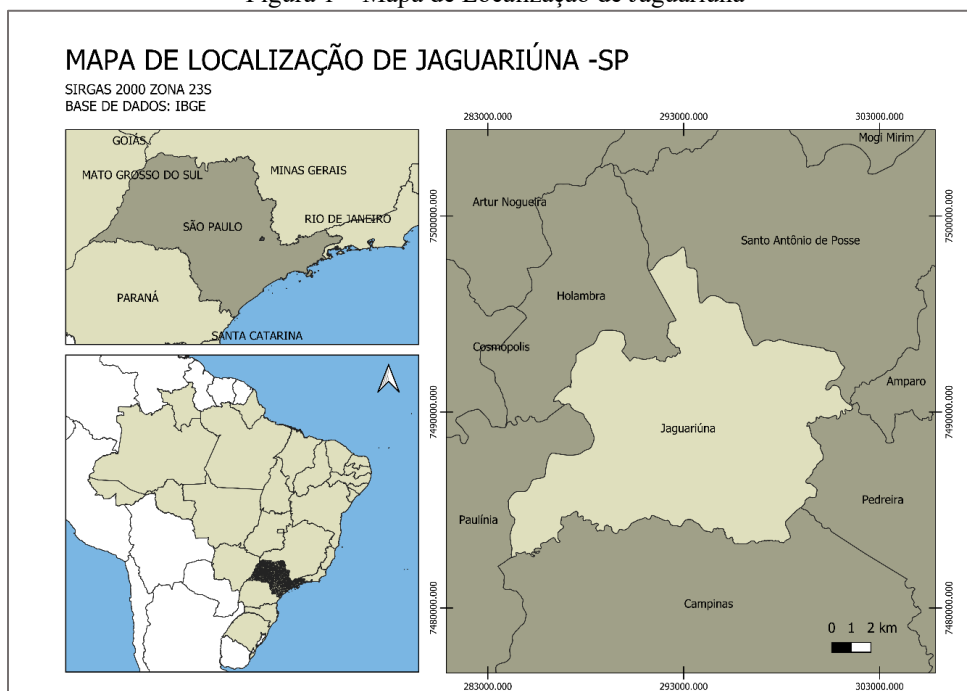 Figura 1 – Mapa de Localização de Jaguariúna
MAPA DE LOCALIZAÇÃO DE JAGUARIÚNA -SP
SIRGAS 2000 ZONA 23S
BASE DE DADOS: IBGE
GOIÁS
MATO GROSSO DO SUL
MINAS GERAIS
RIO DE JANEIRO
SÃO PAULO
PARANÁ
SANTA CATARINA
283000.000
293000.000
303000.000
Mogi Mirim
Artur Nogueira
7500000.000
7500000.000
Santo Antônio de Posse
Holambra
Cosmópolis
Amparo
7490000.000
7490000.000
Jaguariúna
Pedreira
Paulínia
Campinas
7480000.000
7480000.000
0 1 2 km
283000.000
293000.000
303000.000